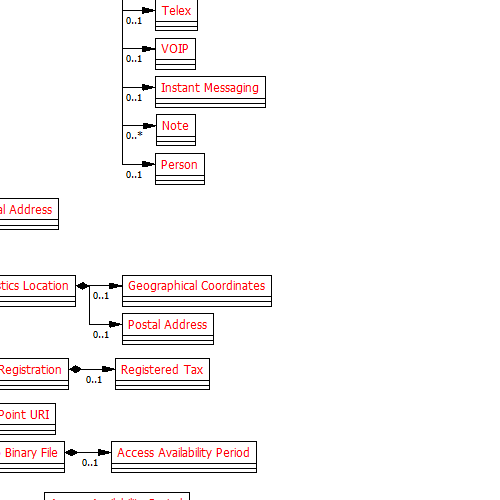 Telex
0..1
VOIP
0..1
Instant Messaging
0..1
Note
0..*
Person
0..1
al Address
stics Location
Geographical Coordinates
0..1
Postal Address
0..1
Registration
Registered Tax
0..1
Point URI
Binary File
Access Availability Period
0..1